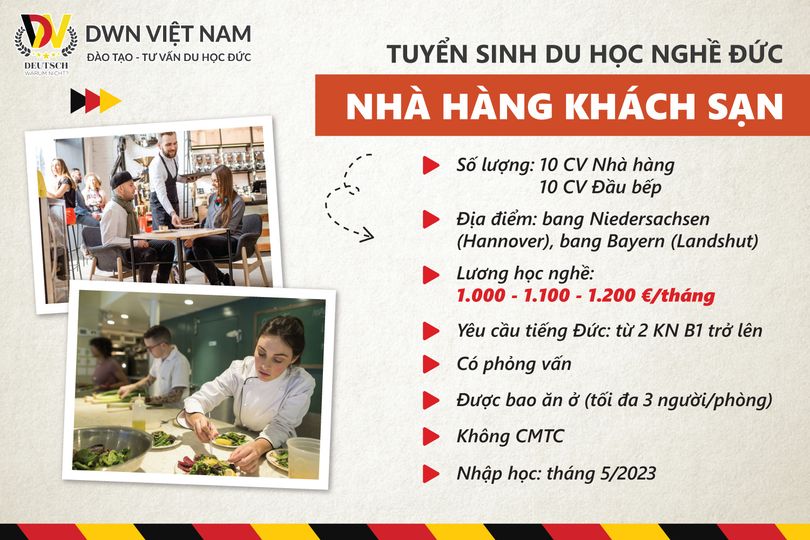 DWN VIỆT NAM
ĐÀO TẠO - TƯ VẤN DU HỌC ĐỨC
DEUTSCH
WARUM NICHT?
TUYỂN SINH DU HỌC NGHỀ ĐỨC
NHÀ HÀNG KHÁCH SẠN
Số lượng: 10 CV Nhà hàng
10 CV Đầu bếp
Địa điểm: bang Niedersachsen
(Hannover), bang Bayern (Landshut)
Lương học nghề:
1.000 - 1.100 - 1.200 €/tháng
Yêu cầu tiếng Đức: từ 2 KN B1 trở lên
Có phỏng vấn
Được bao ăn ở (tối đa 3 người/phòng)
Không CMTC
Nhập học: tháng 5/2023